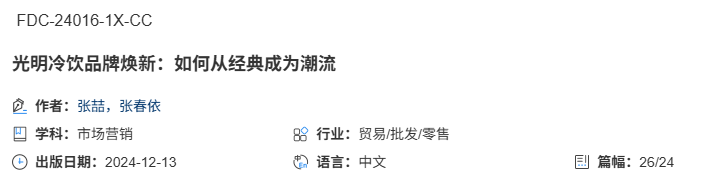 FDC-24016-1X-CC
光明冷饮品牌焕新：如何从经典成为潮流
作者：张喆，张春依
学科：市场营销 行业：贸易/批发/零售
出版日期：2024-12-13 语言：中文 篇幅：26/24